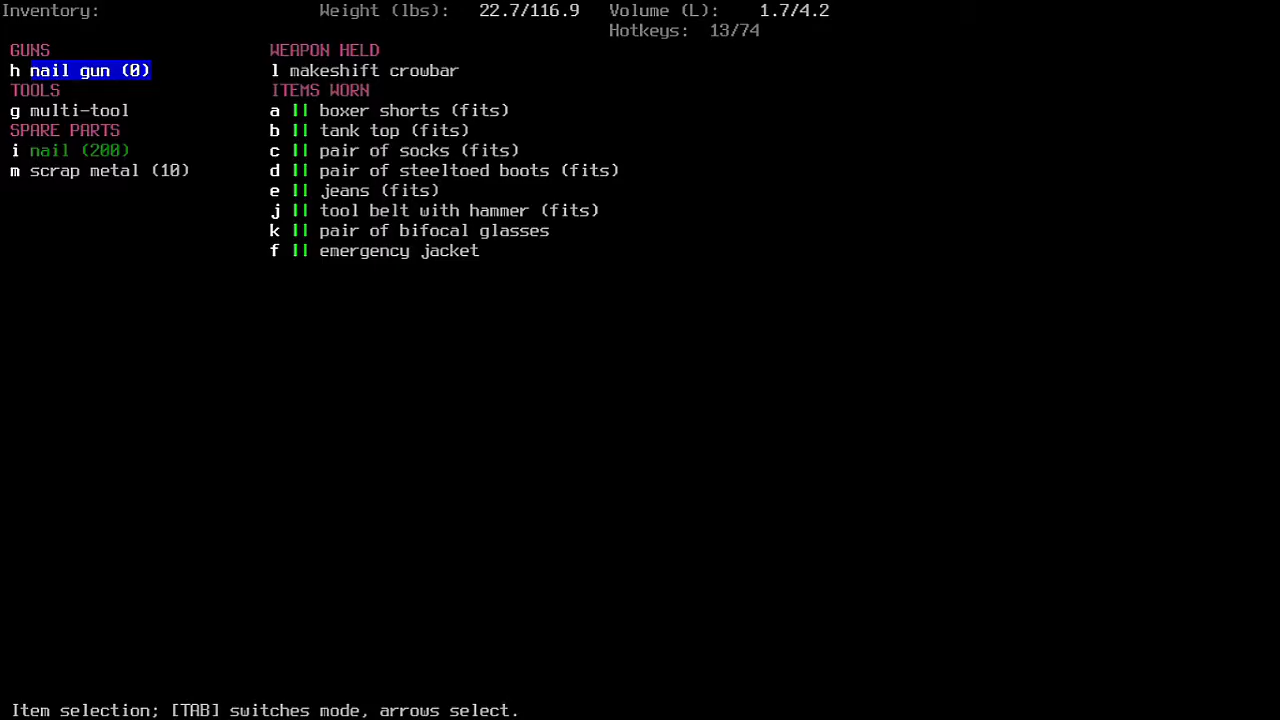 Inventory: Weight (lbs): 22.7/116.9 Volume (L): 1.7/4.2
Hotkeys: 13/74
GUNS WEAPON HELD
h nail gun (0) l makeshift crowbar
TOOLS ITEMS WORN
g multi-tool a || boxer shorts (fits)
SPARE PARTS b || tank top (fits)
i nail (200) c || pair of socks (fits)
m scrap metal (10) d || pair of steeltoed boots (fits)
e || jeans (fits)
j || tool belt with hammer (fits)
k || pair of bifocal glasses
f || emergency jacket
Item selection; [TAB] switches mode, arrows select.